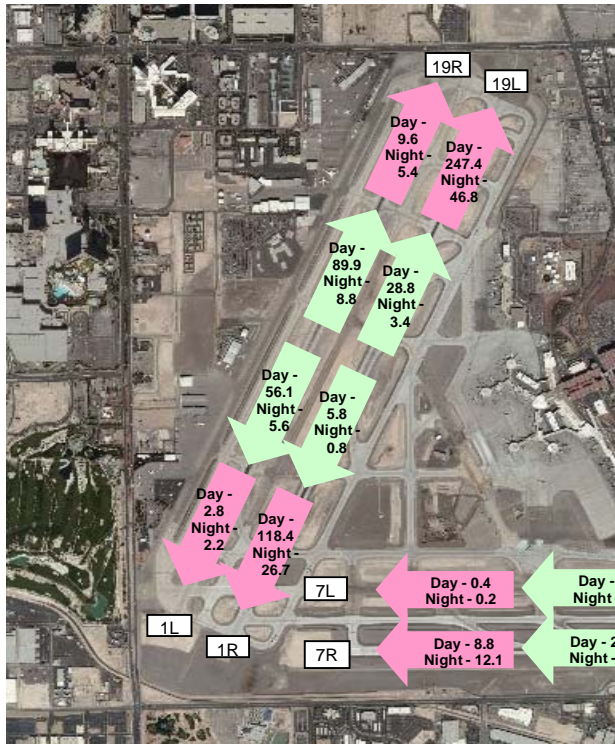 19R
19L
Day -
9.6
Night -
5.4
Day -
247.4
Night -
46.8
Day -
89.9
Night -
8.8
Day -
28.8
Night -
3.4
Day -
56.1
Night -
5.6
Day -
5.8
Night -
0.8
Day -
2.8
Night -
2.2
Day -
118.4
Night -
26.7
7L
Day - 0.4
Night - 0.2
Day -
Night
1L
1R
7R
Day - 8.8
Night - 12.1
Day - 2
Night -